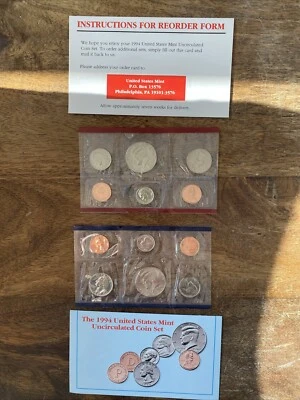 INSTRUCTIONS FOR REORDER FORM
We hope you enjoy your 1994 United States Mint Uncirculated
Coin Set. To order additional sets, simply fill out this card and
mail it back to us.
Please address your order card to:
United States Mint
P.O. Box 13576
Philadelphia, PA 19101-3576
Allow approximately seven weeks for delivery.
The 1994 United States Mint
Uncirculated Coin Set
P
D